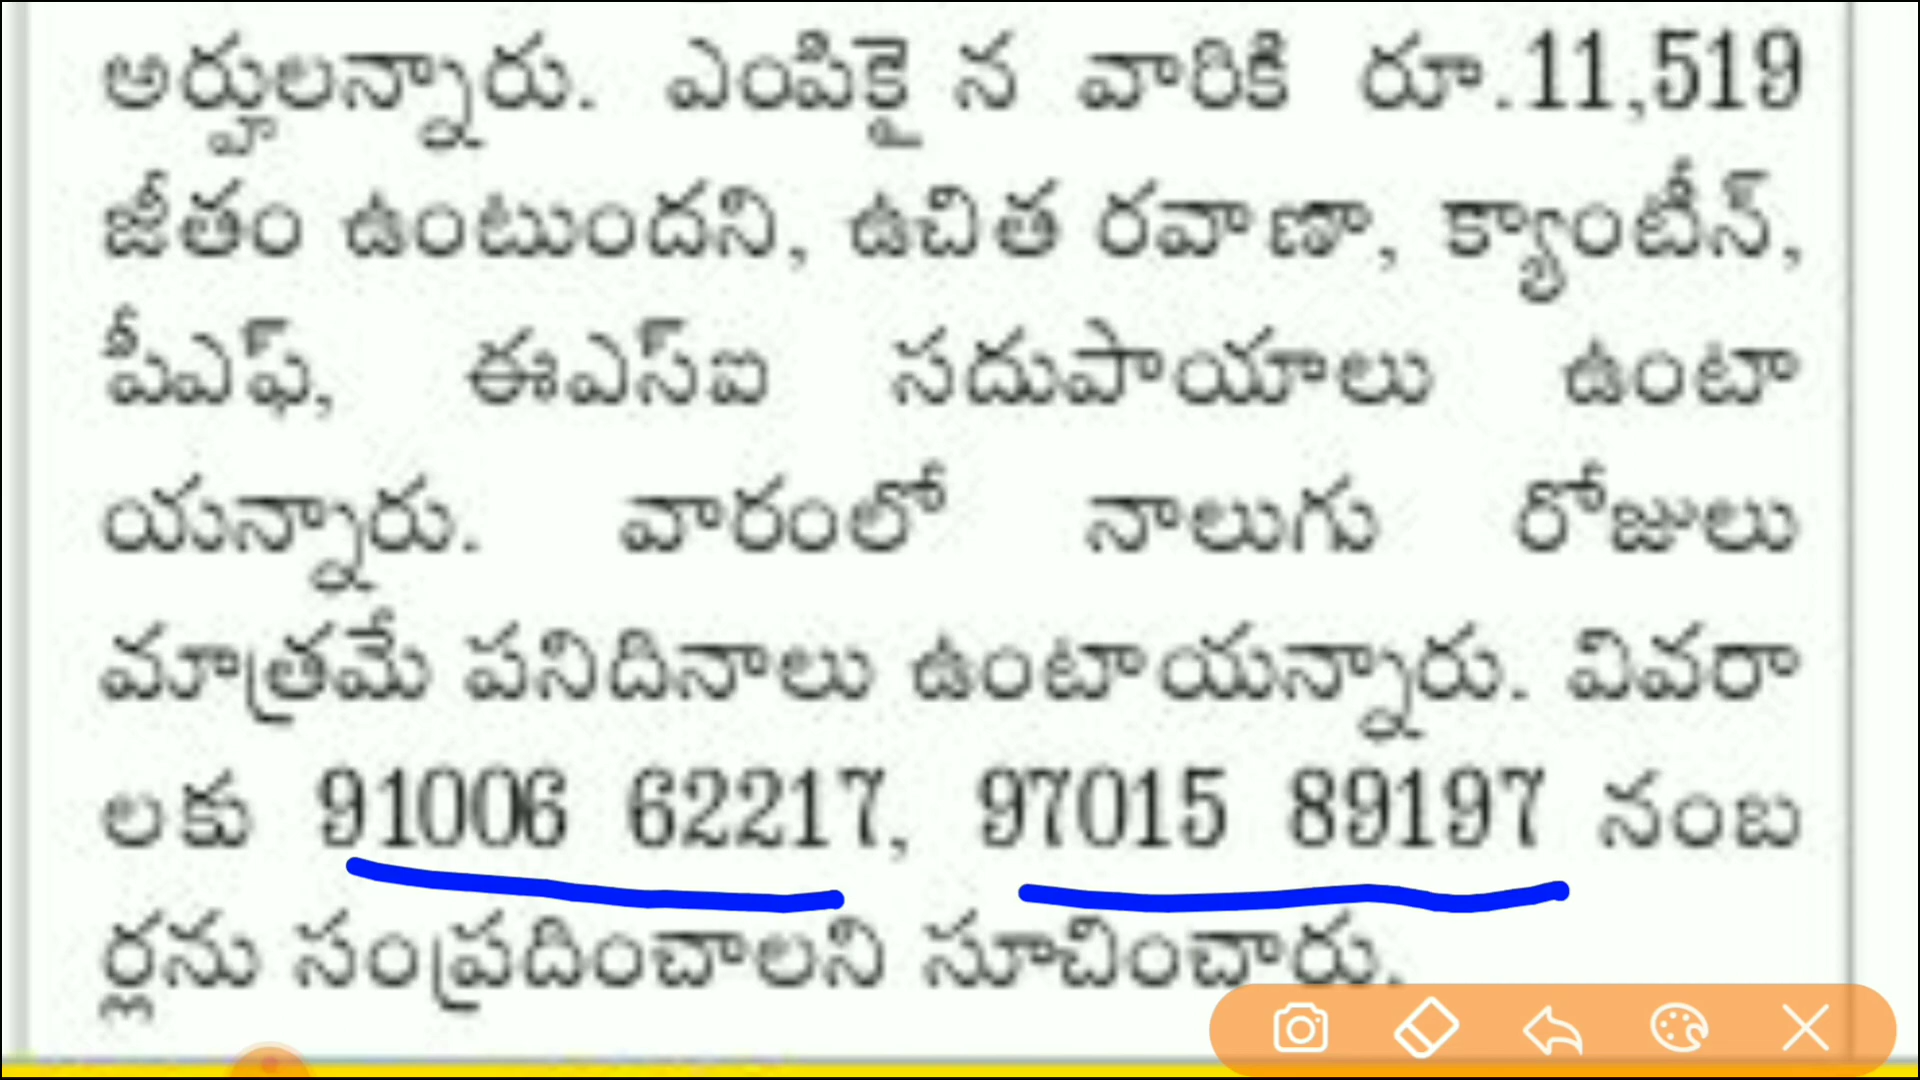 అర్హులన్నారు. ఎంపికై న వారికి రూ.11,519
జీతం ఉంటుందని, ఉచిత రవాణా, క్యాంటీన్,
పీఎఫ్, ఈఎస్ఐ సదుపాయాలు ఉంటా
యన్నారు. వారంలో నాలుగు రోజులు
మాత్రమే పనిదినాలు ఉంటాయన్నారు. వివరా
లకు 91006 62217, 97015 89197 నంబ
ర్లను సంప్రదించాలని సూచించారు.